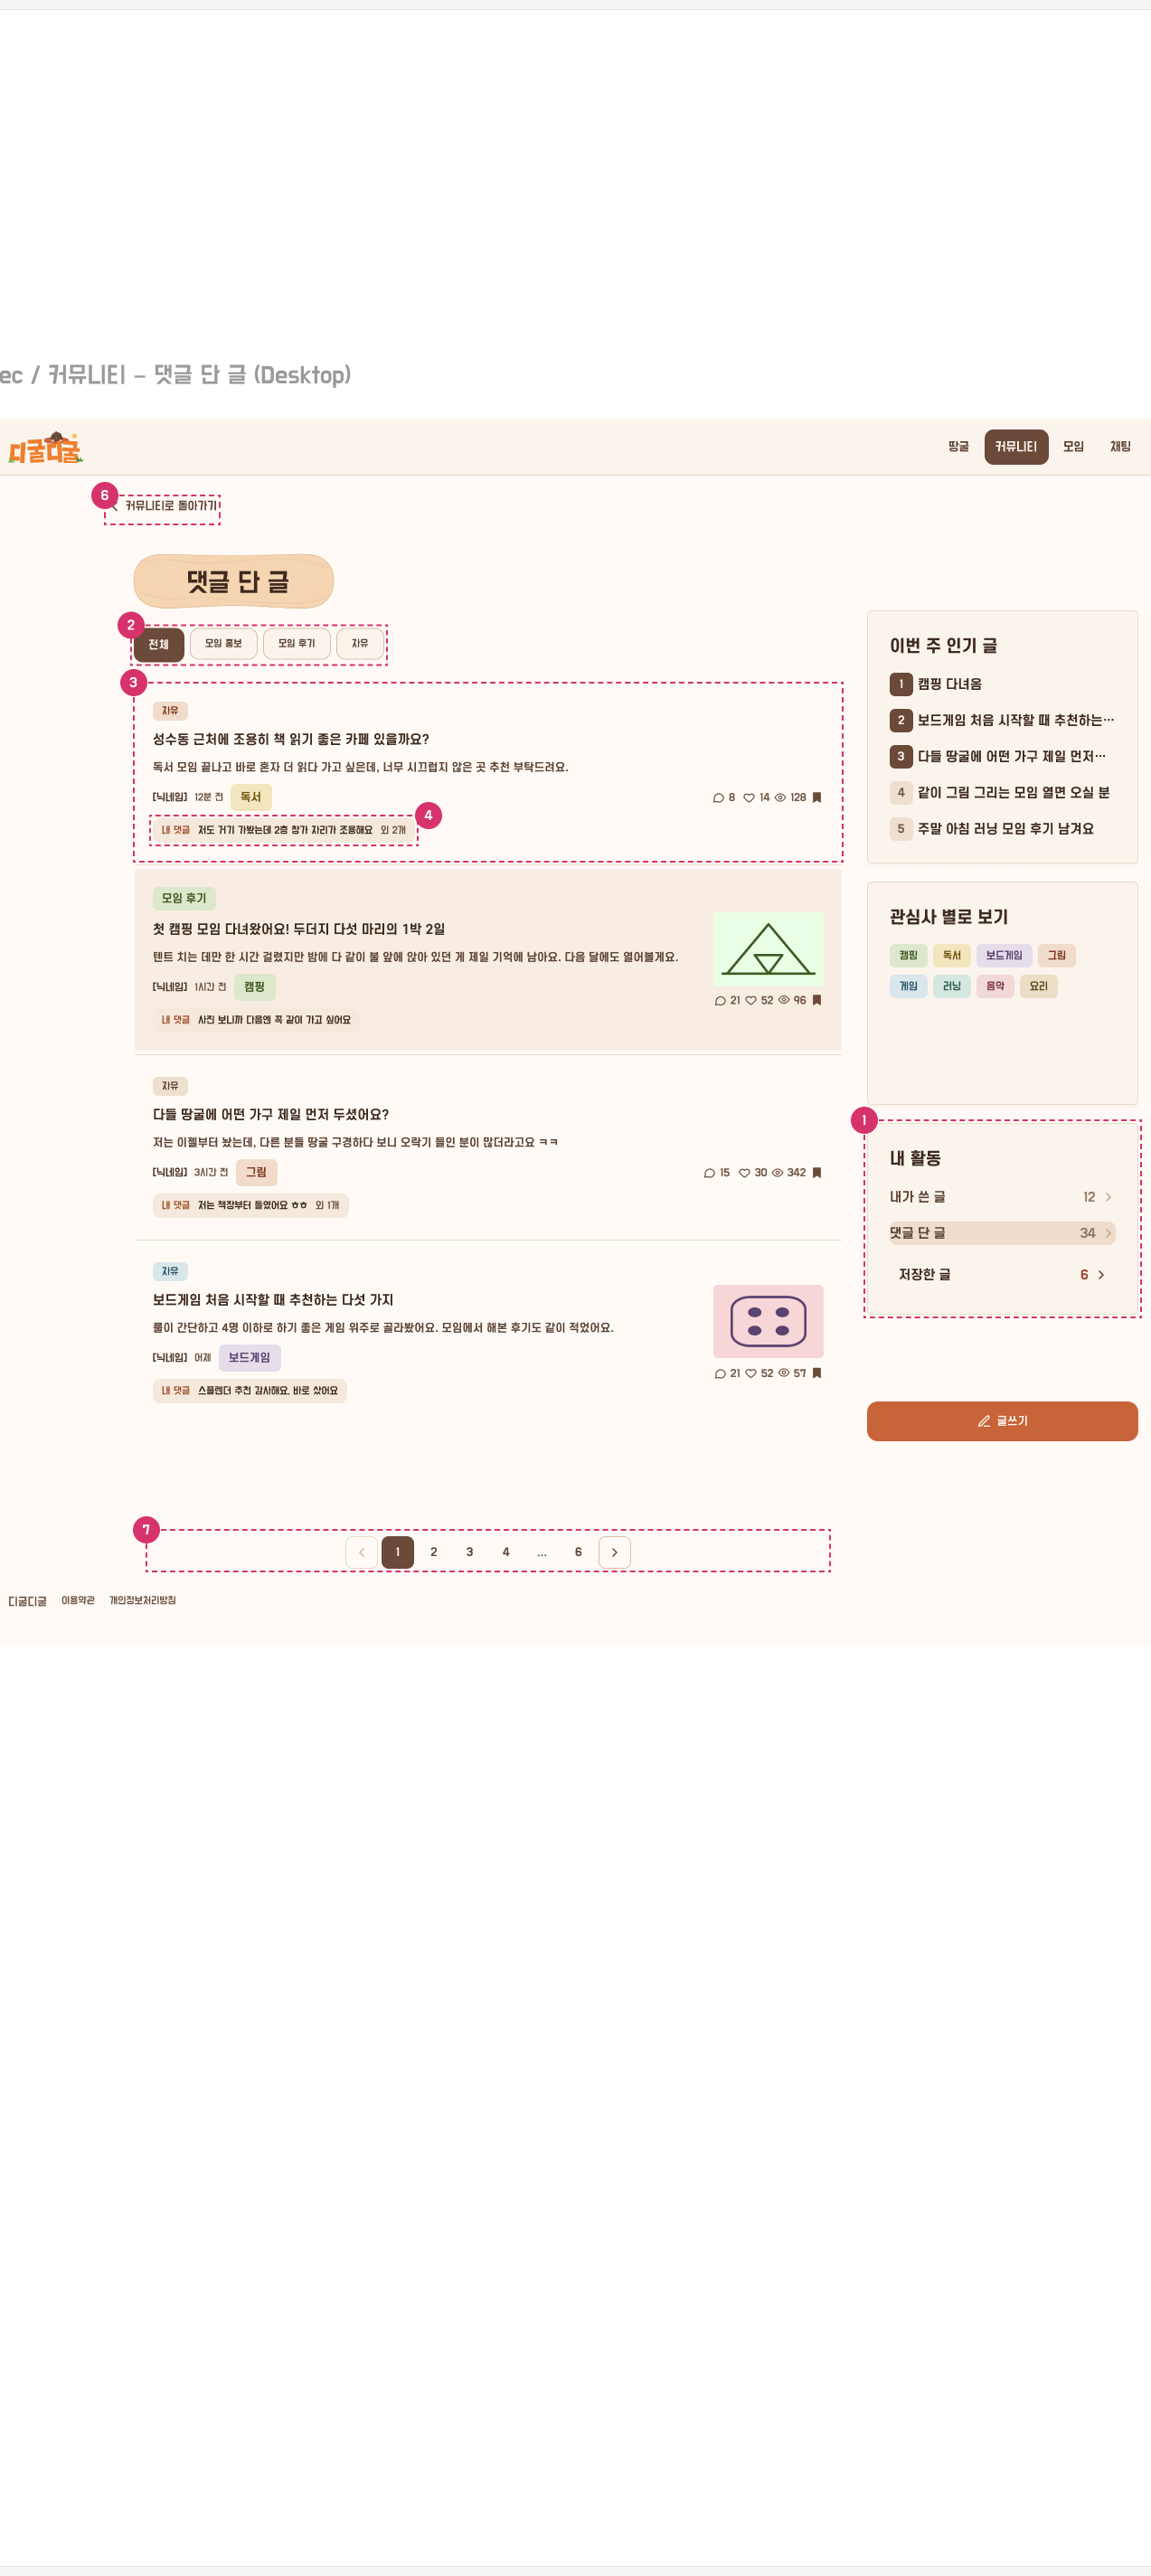 ec / 커뮤니티 – 댓글 단 글 (Desktop)
디굴디굴
땅굴 커뮤니티 모임 채팅
6
커뮤니티로 돌아가기
댓글 단 글
2
전체 모임 홍보 모임 후기 자유
3
자유
성수동 근처에 조용히 책 읽기 좋은 카페 있을까요?
독서 모임 끝나고 바로 혼자 더 읽다 가고 싶은데, 너무 시끄럽지 않은 곳 추천 부탁드려요.
[닉네임] 12분 전 독서
8 14 128
4
내 댓글 저도 거기 가봤는데 2층 창가 자리가 조용해요 외 2개
모임 후기
첫 캠핑 모임 다녀왔어요! 두더지 다섯 마리의 1박 2일
텐트 치는 데만 한 시간 걸렸지만 밤에 다 같이 불 앞에 앉아 있던 게 제일 기억에 남아요. 다음 달에도 열어볼게요.
[닉네임] 1시간 전 캠핑
21 52 96
내 댓글 사진 보니까 다음엔 꼭 같이 가고 싶어요
자유
다들 땅굴에 어떤 가구 제일 먼저 두셨어요?
저는 이젤부터 놨는데, 다른 분들 땅굴 구경하다 보니 오락기 들인 분이 많더라고요 ㅋㅋ
[닉네임] 3시간 전 그림
15 30 342
내 댓글 저는 책장부터 들였어요 ㅎㅎ 외 1개
자유
보드게임 처음 시작할 때 추천하는 다섯 가지
룰이 간단하고 4명 이하로 하기 좋은 게임 위주로 골라봤어요. 모임에서 해본 후기도 같이 적었어요.
[닉네임] 어제 보드게임
21 52 57
내 댓글 스플렌더 추천 감사해요, 바로 샀어요
이번 주 인기 글
1 캠핑 다녀옴
2 보드게임 처음 시작할 때 추천하는…
3 다들 땅굴에 어떤 가구 제일 먼저…
4 같이 그림 그리는 모임 열면 오실 분
5 주말 아침 러닝 모임 후기 남겨요
관심사 별로 보기
캠핑 독서 보드게임 그림
게임 러닝 음악 요리
1
내 활동
내가 쓴 글 12
댓글 단 글 34
저장한 글 6
글쓰기
7
1 2 3 4 ... 6
디굴디굴 이용약관 개인정보처리방침